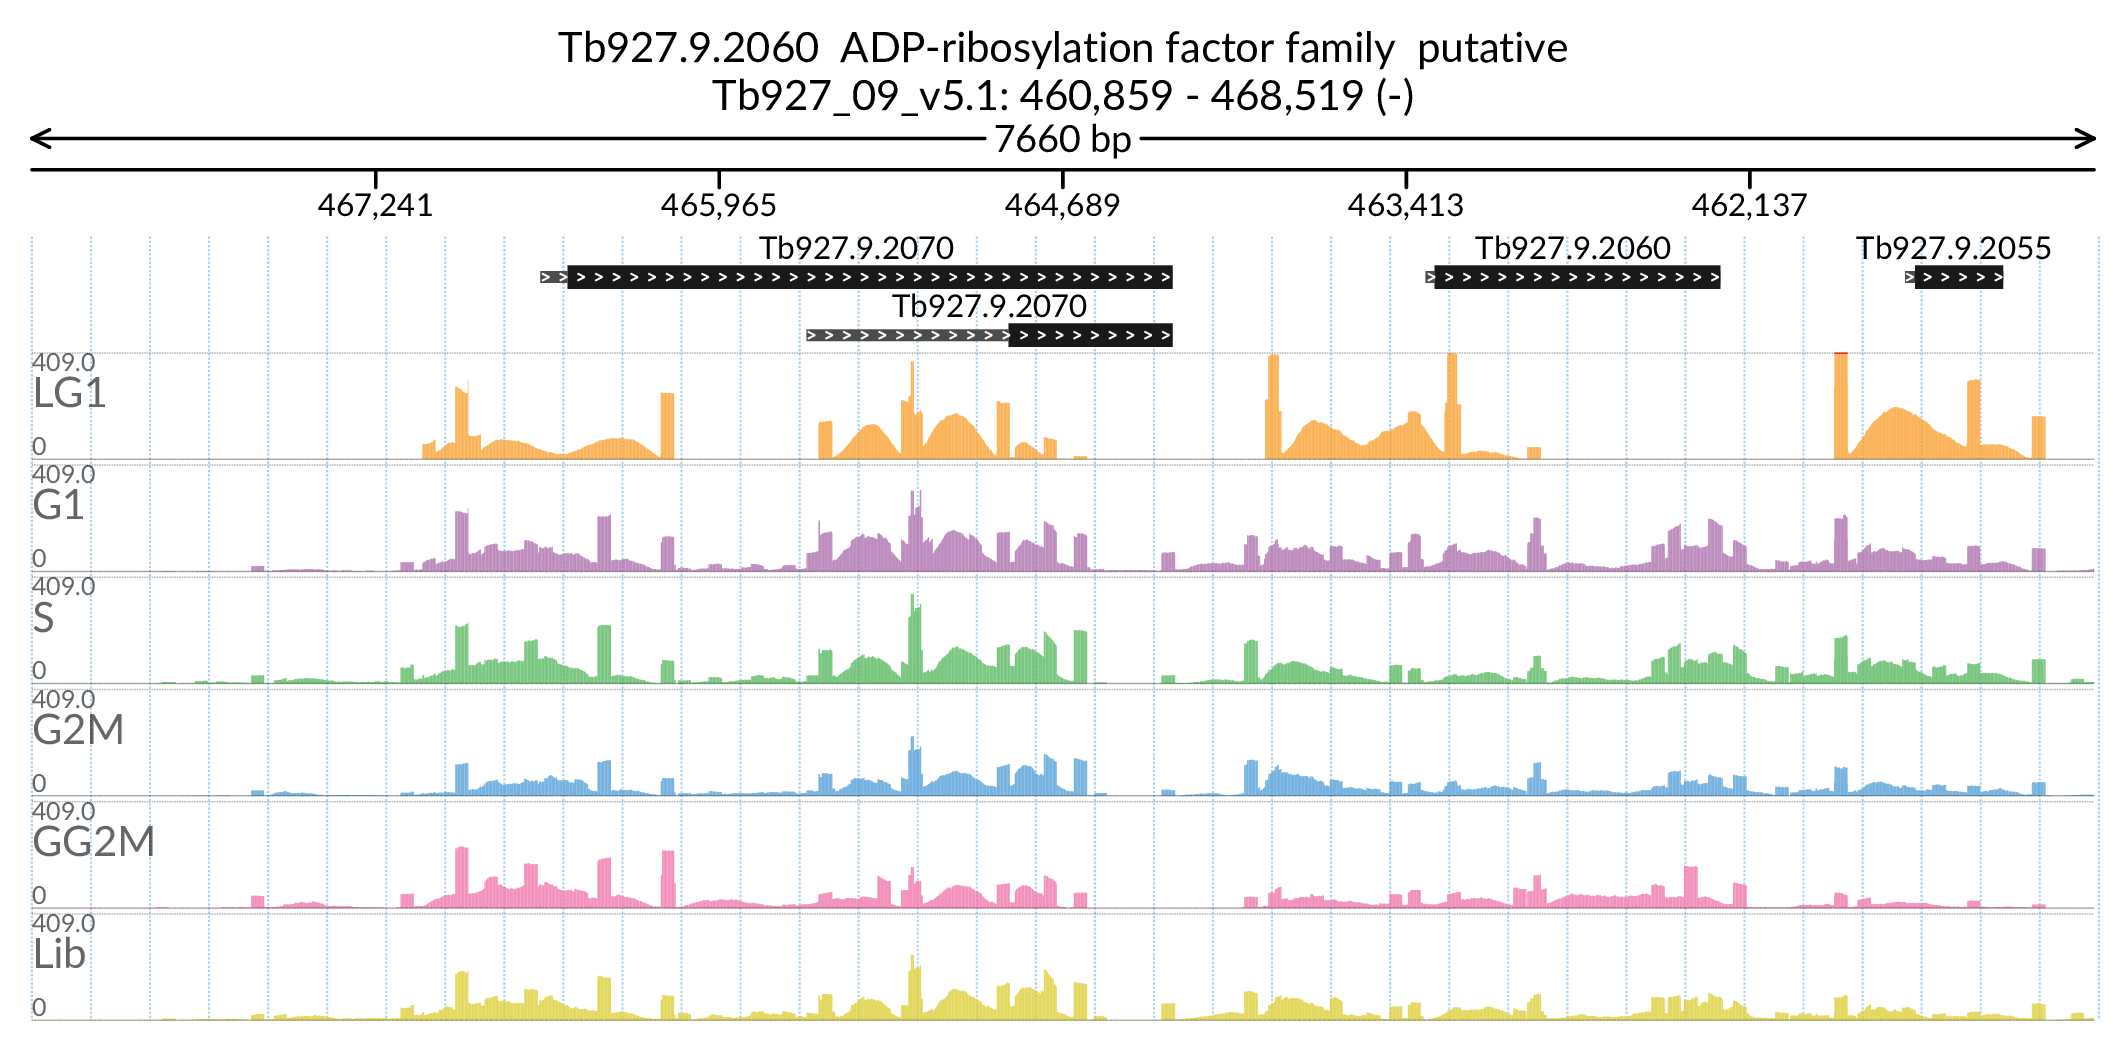 Tb927.9.2060 ADP-ribosylation factor family putative
Tb927_09_v5.1: 460,859 - 468,519 (-)
7660 bp
467,241 465,965 464,689 463,413 462,137
Tb927.9.2070 Tb927.9.2060 Tb927.9.2055
Tb927.9.2070
409.0
LG1
0
409.0
G1
0
409.0
S
0
409.0
G2M
0
409.0
GG2M
0
409.0
Lib
0